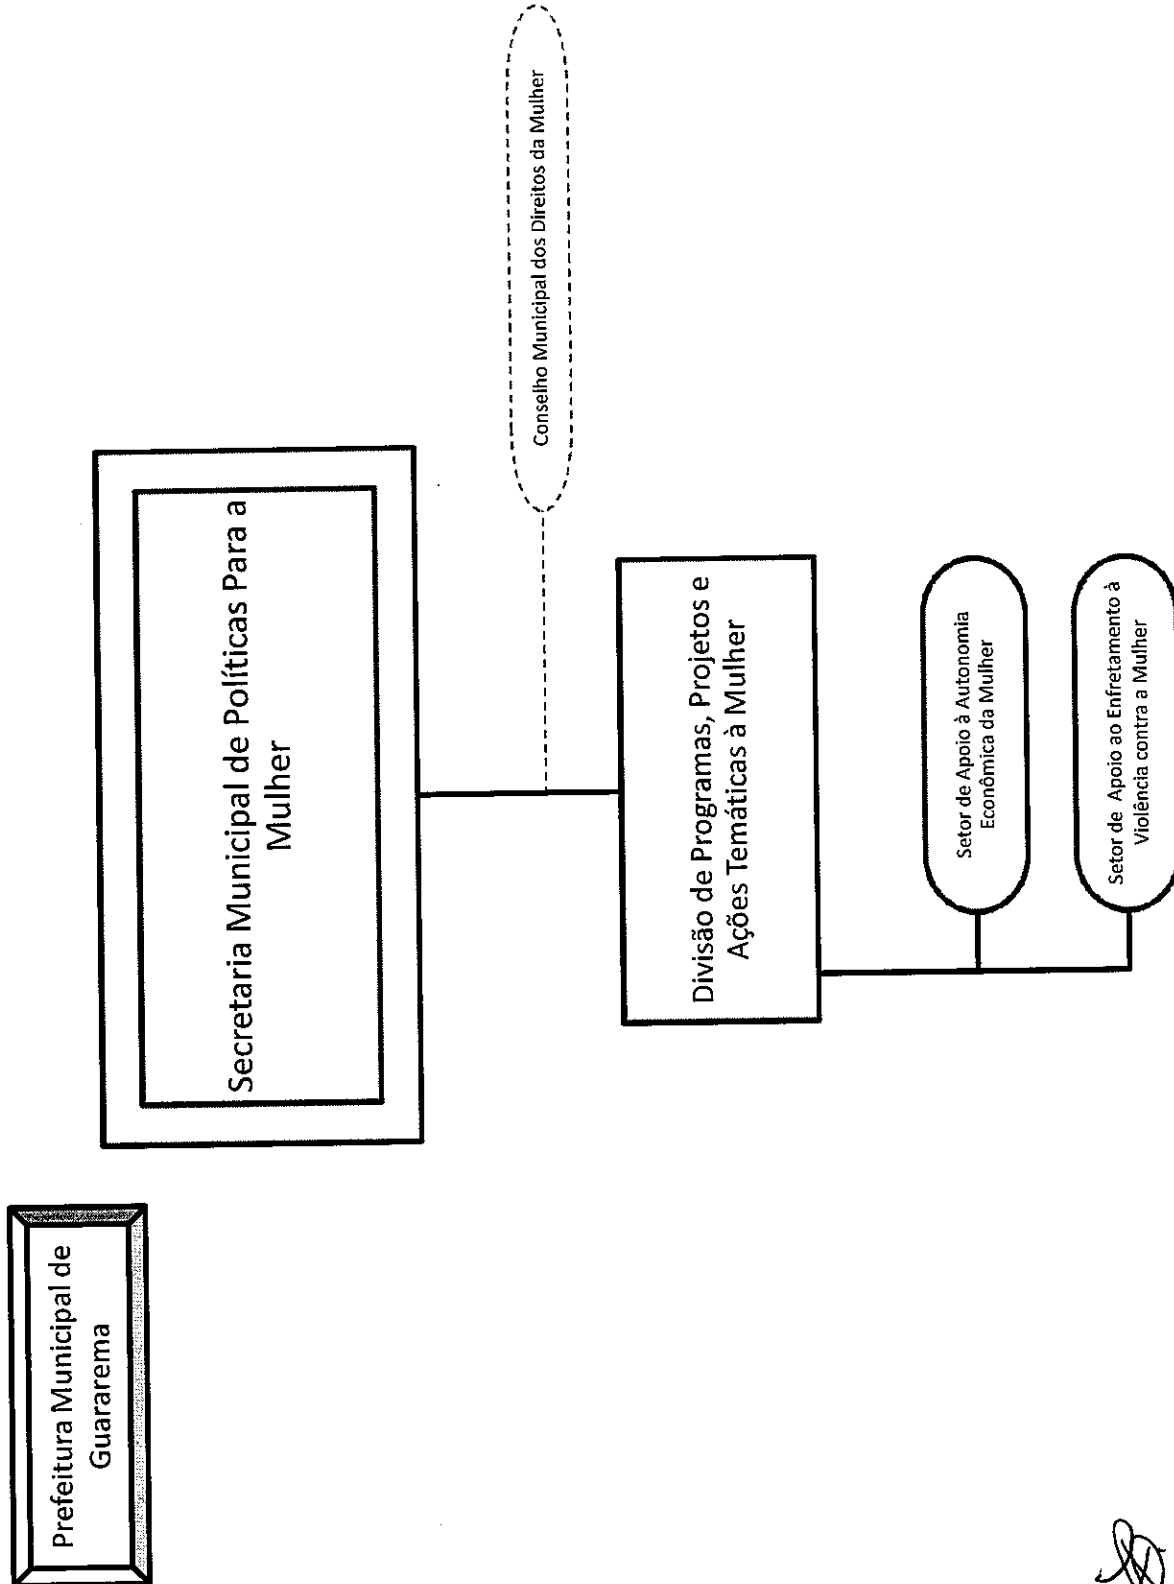 Prefeitura Municipal de
Guararema
Secretaria Municipal de Políticas Para a
Mulher
Conselho Municipal dos Direitos da Mulher
Divisão de Programas, Projetos e
Ações Temáticas à Mulher
Setor de Apoio à Autonomia
Econômica da Mulher
Setor de Apoio ao Enfretamento à
Violência contra a Mulher